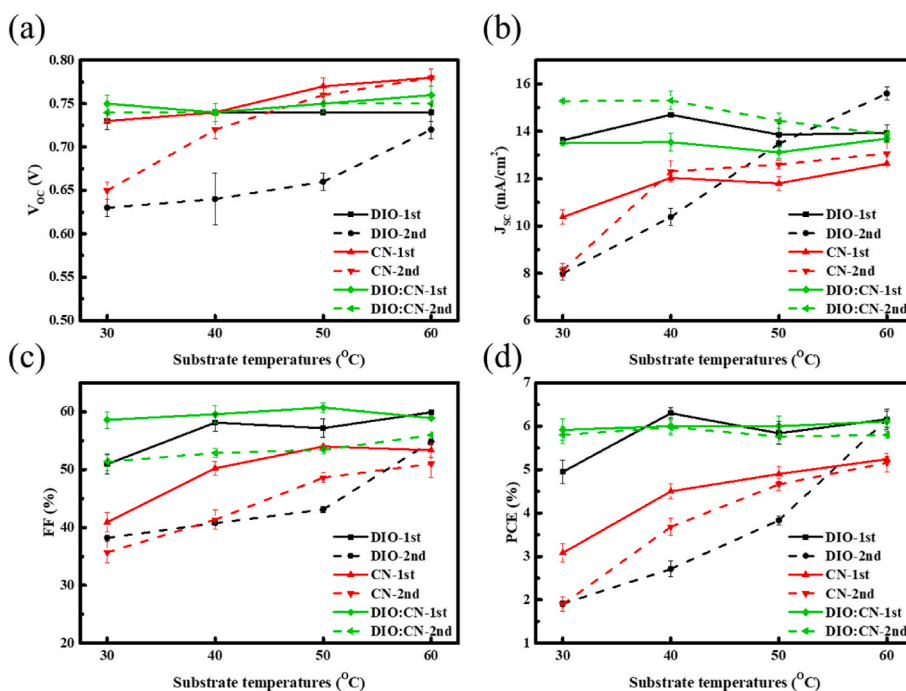 (a)
0.80
0.75
0.70
0.65
0.60
0.55
0.50
V_OC (V)
DIO-1st
DIO-2nd
CN-1st
CN-2nd
DIO:CN-1st
DIO:CN-2nd
30 40 50 60
Substrate temperatures (°C)
(b)
16
14
12
10
8
6
J_SC (mA/cm²)
DIO-1st
DIO-2nd
CN-1st
CN-2nd
DIO:CN-1st
DIO:CN-2nd
30 40 50 60
Substrate temperatures (°C)
(c)
60
50
40
30
20
FF (%)
DIO-1st
DIO-2nd
CN-1st
CN-2nd
DIO:CN-1st
DIO:CN-2nd
30 40 50 60
Substrate temperatures (°C)
(d)
7
6
5
4
3
2
1
PCE (%)
DIO-1st
DIO-2nd
CN-1st
CN-2nd
DIO:CN-1st
DIO:CN-2nd
30 40 50 60
Substrate temperatures (°C)